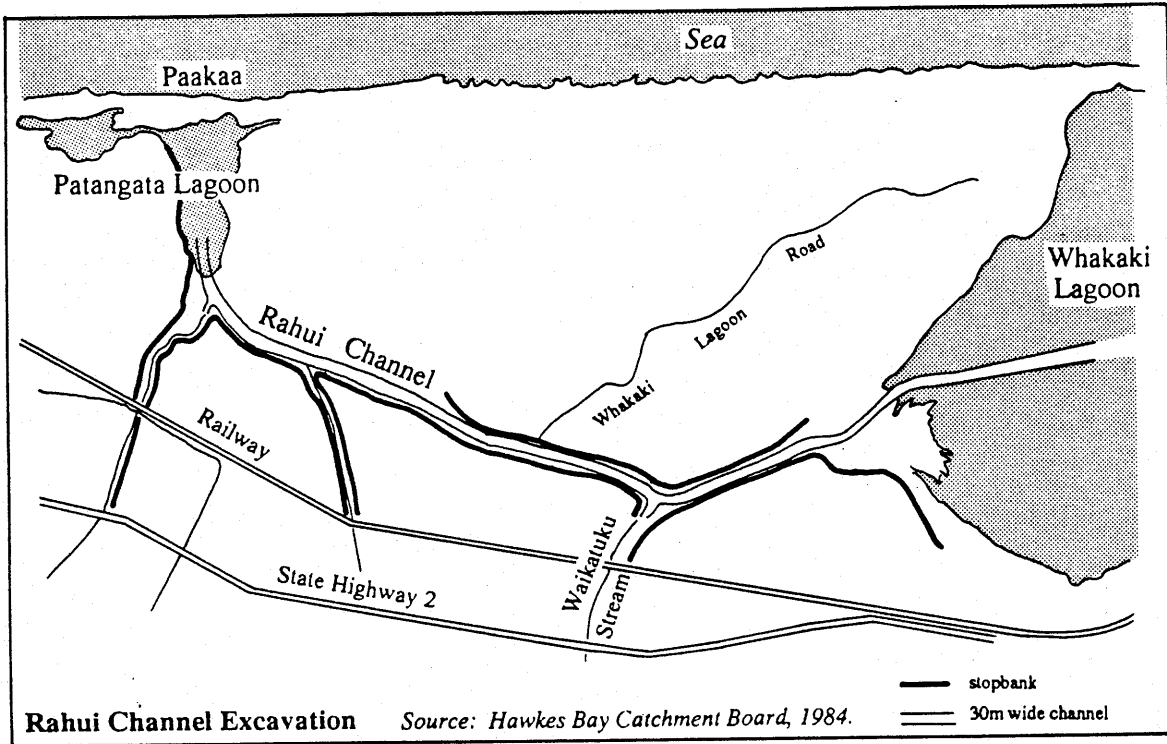 Sea
Paakaa
Patangata Lagoon
Road
Whakaki
Lagoon
Rahui Channel
Lagoon
Whakaki
Railway
Waikatuku
Stream
State Highway 2
stopbank
30m wide channel
Rahui Channel Excavation Source: Hawkes Bay Catchment Board, 1984.